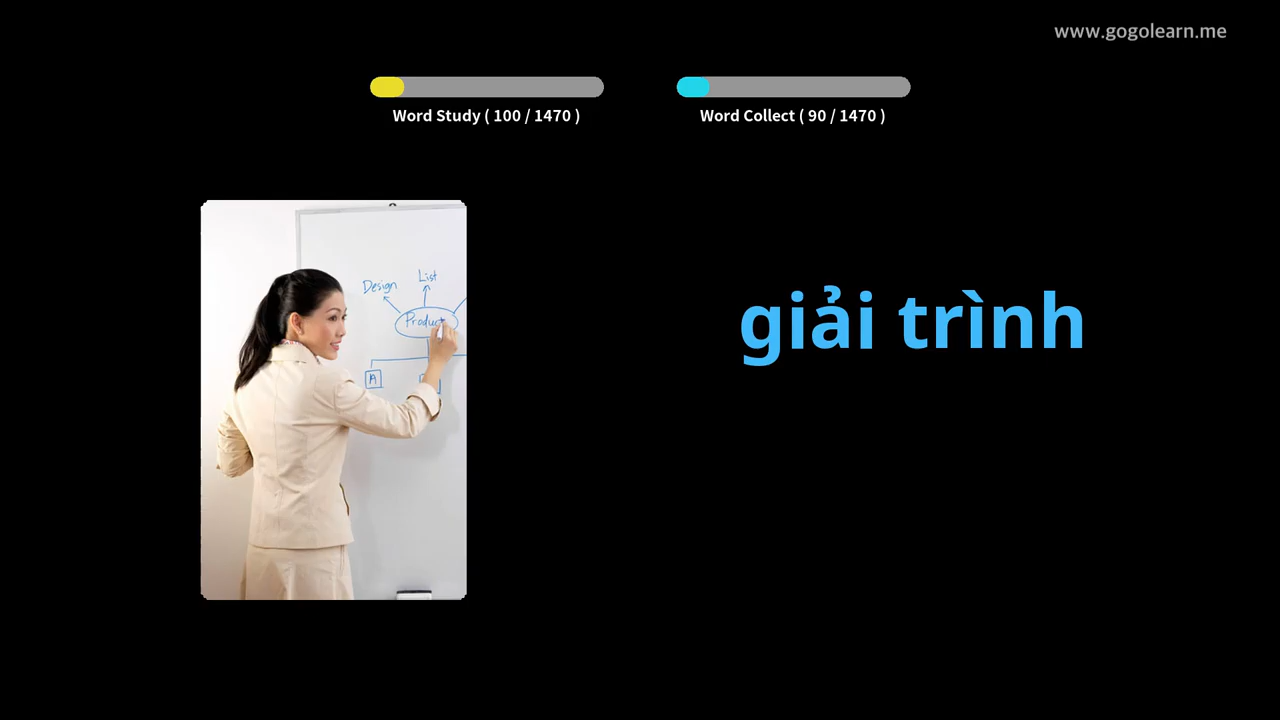 www.gogolearn.me
Word Study ( 100 / 1470 )
Word Collect ( 90 / 1470 )
giải trình
List
Design
Product
A